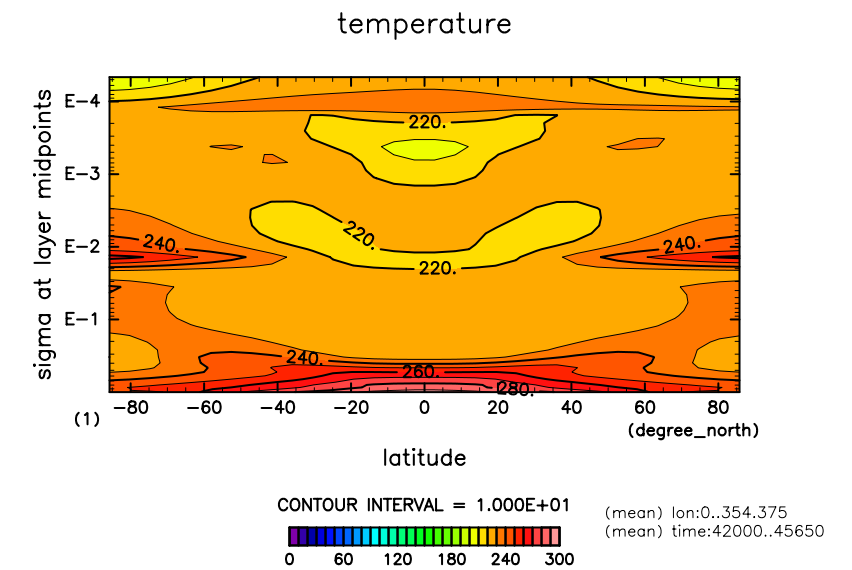 temperature
sigma at layer midpoints
E-4
E-3
E-2
E-1
220.
220.
220.
240.
240.
240.
260.
280.
-80 -60 -40 -20 0 20 40 60 80
(1)
(degree_north)
latitude
CONTOUR INTERVAL = 1.000E+01
0 60 120 180 240 300
(mean) lon:0..354.375
(mean) time:42000..45650